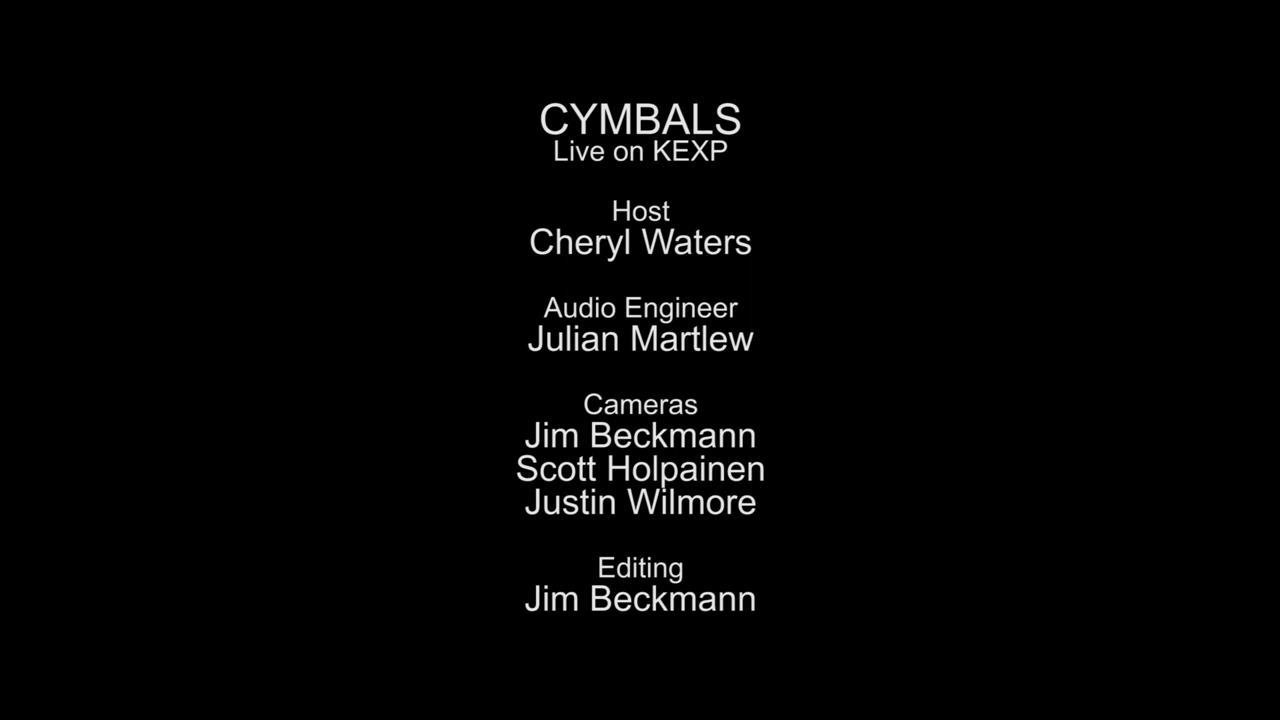 CYMBALS
Live on KEXP
Host
Cheryl Waters
Audio Engineer
Julian Martlew
Cameras
Jim Beckmann
Scott Holpainen
Justin Wilmore
Editing
Jim Beckmann